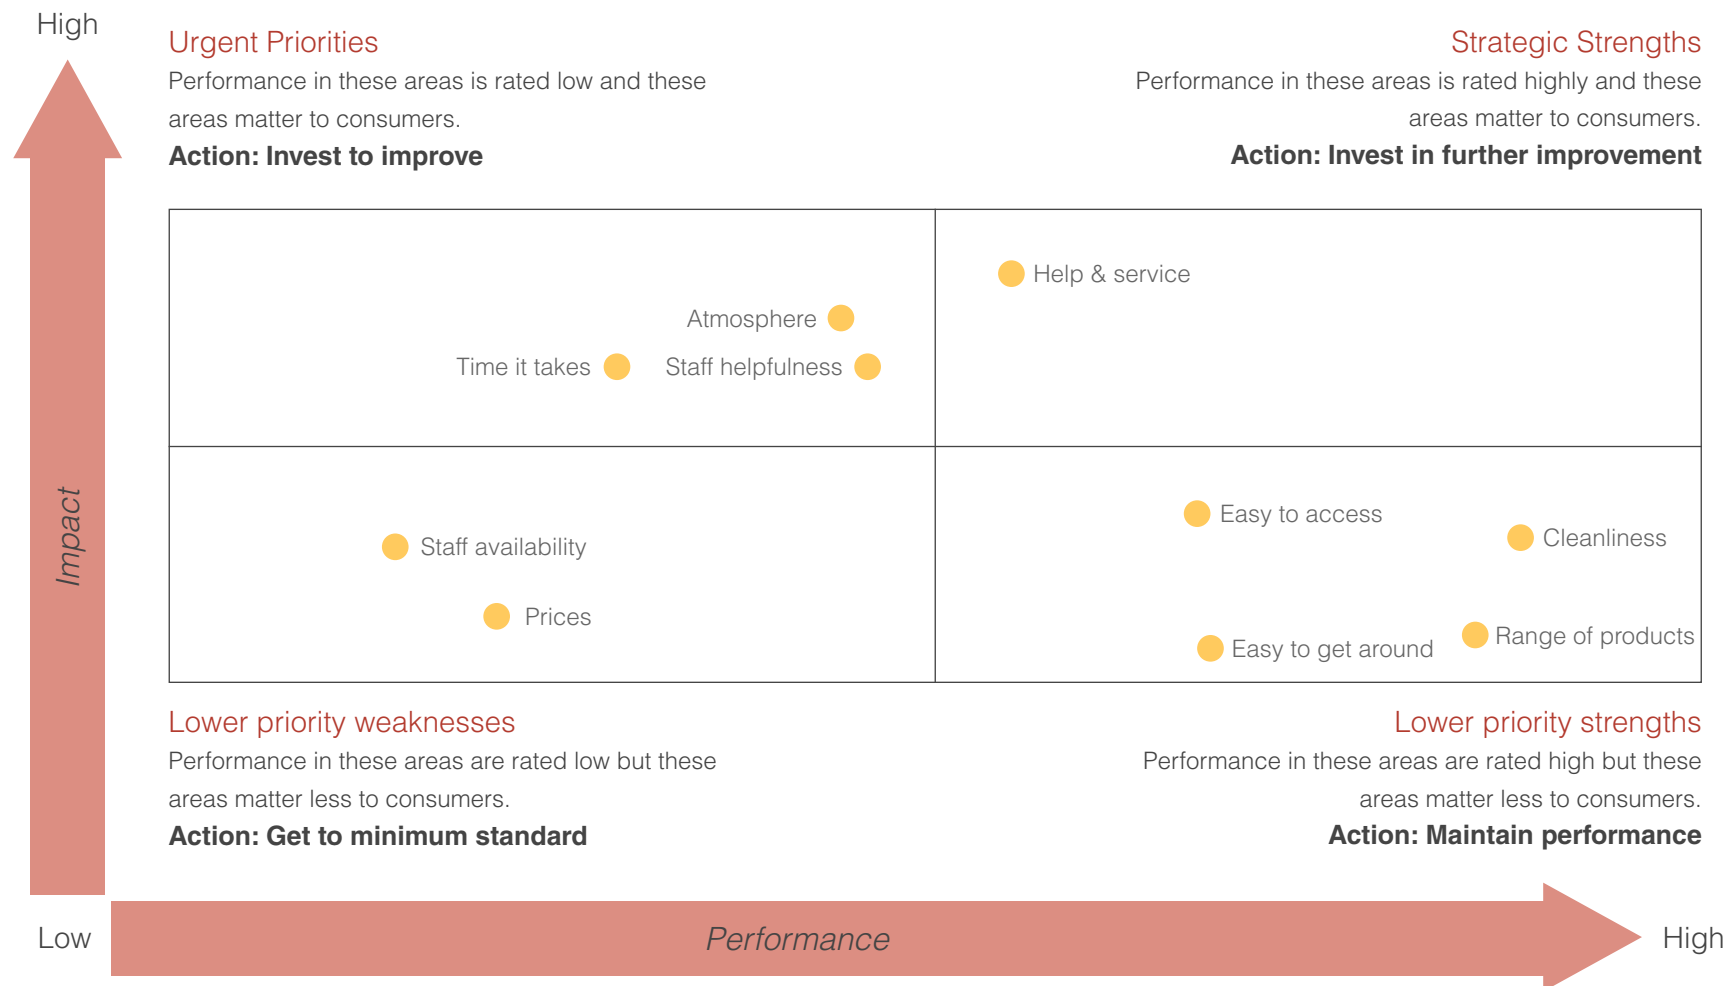 High
Urgent Priorities
Performance in these areas is rated low and these
areas matter to consumers.
Action: Invest to improve
Strategic Strengths
Performance in these areas is rated highly and these
areas matter to consumers.
Action: Invest in further improvement
Help & service
Atmosphere
Time it takes
Staff helpfulness
Impact
Easy to access
Cleanliness
Staff availability
Prices
Range of products
Easy to get around
Lower priority weaknesses
Performance in these areas are rated low but these
areas matter less to consumers.
Action: Get to minimum standard
Lower priority strengths
Performance in these areas are rated high but these
areas matter less to consumers.
Action: Maintain performance
Low
Performance
High